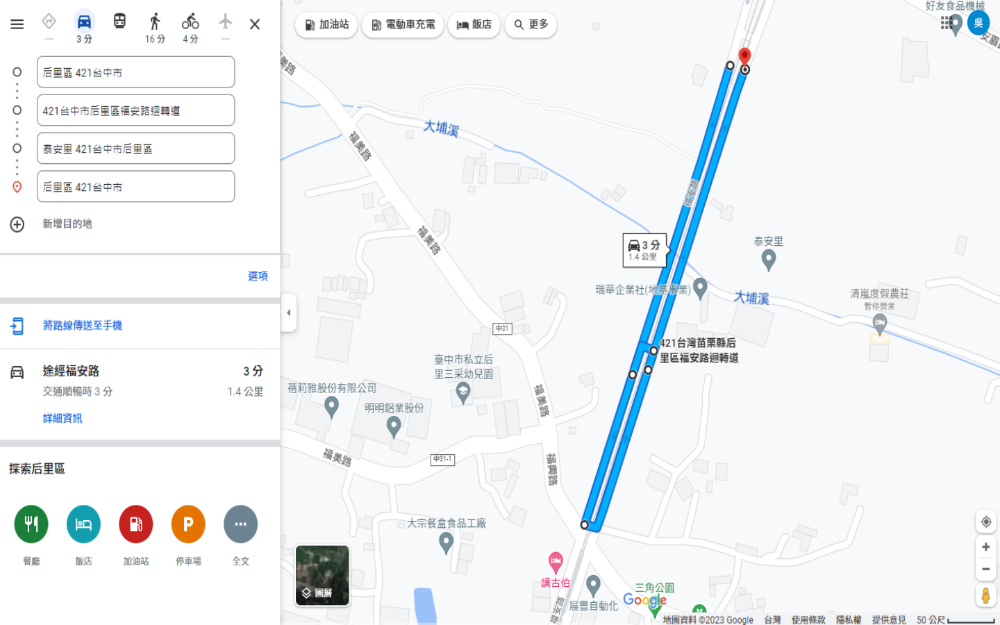 3 分
16 分
4 分
后里區 421台中市
421台中市后里區福安路迴轉道
泰安里 421台中市后里區
后里區 421台中市
新增目的地
選項
將路線傳送至手機
途經福安路
3 分
交通順暢時 3 分
1.4 公里
詳細資訊
探索后里區
餐廳
飯店
加油站
P
停車場
全文
加油站
電動車充電
飯店
更多
好友食品機械
吳
安眉路
福美路
大埔溪
福美路
福安路
福美路
3 分
1.4 公里
泰安里
瑞華企業社(地基事業)
大埔溪
清嵐度假農莊
暫停營業
中31
421台灣苗栗縣后
里區福安路迴轉道
臺中市私立后
里三采幼兒園
蓓莉雅股份有限公司
明明鋁業股份
福美路
福美路
中31-1
福興路
大宗餐盒食品工廠
講古伯
展豐自動化
三角公園
福安路
圖層
Google
地圖資料 ©2023 Google
台灣
使用條款
隱私權
提供意見
50 公尺